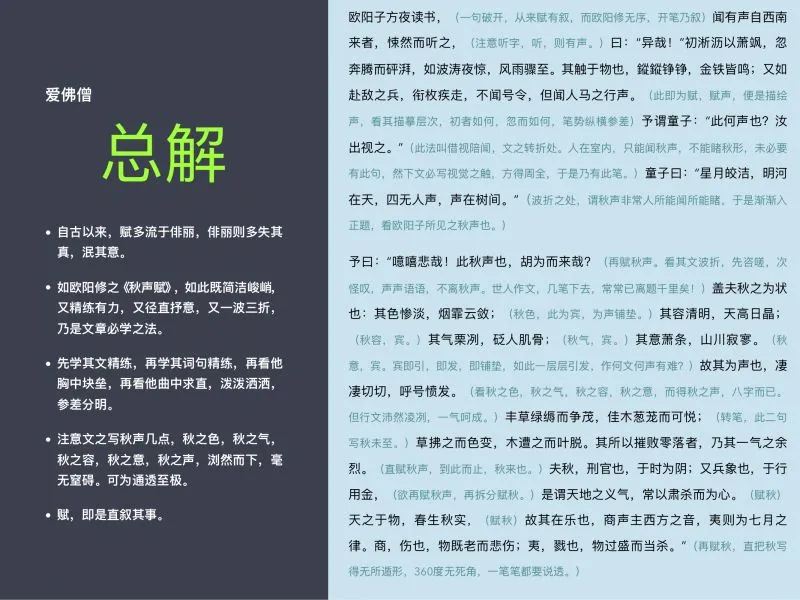 爱佛僧
总解
• 自古以来，赋多流于俳丽，俳丽则多失其
真，泯其意。
• 如欧阳修之《秋声赋》，如此既简洁峻峭，
又精练有力，又径直抒意，又一波三折，
乃是文章必学之法。
• 先学其文精练，再学其词句精练，再看他
胸中块垒，再看他曲中求直，泼泼洒洒，
参差分明。
• 注意文之写秋声几点，秋之色，秋之气，
秋之容，秋之意，秋之声，浏然而下，毫
无窒碍。可为通透至极。
• 赋，即是直叙其事。
欧阳子方夜读书，（一句破开，从来赋有叙，而欧阳修无序，开笔乃叙）闻有声自西南
来者，悚然而听之，（注意听字，听，则有声。）曰：“异哉！“初淅沥以萧飒，忽
奔腾而砰湃，如波涛夜惊，风雨骤至。其触于物也，鏦鏦铮铮，金铁皆鸣；又如
赴敌之兵，衔枚疾走，不闻号令，但闻人马之行声。（此即为赋，赋声，便是描绘
声，看其描摹层次，初者如何，忽而如何，笔势纵横参差）予谓童子：“此何声也？汝
出视之。”（此法叫借视陪闻，文之转折处。人在室内，只能闻秋声，不能睹秋形，未必要
有此句，然下文必写视觉之触，方得周全，于是乃有此笔。）童子曰：“星月皎洁，明河
在天，四无人声，声在树间。”（波折之处，谓秋声非常人所能闻所能睹，于是渐渐入
正题，看欧阳子所见之秋声也。）
予曰：“噫嘻悲哉！此秋声也，胡为而来哉？（再赋秋声。看其文波折，先咨嗟，次
怪叹，声声语语，不离秋声。世人作文，几笔下去，常常已离题千里矣！）盖夫秋之为状
也：其色惨淡，烟霏云敛；（秋色，此为宾，为声铺垫。）其容清明，天高日晶；
（秋容，宾。）其气栗冽，砭人肌骨；（秋气，宾。）其意萧条，山川寂寥。（秋
意，宾。宾即引，即发，即铺垫，如此一层层引发，作何文何声有难？）故其为声也，凄
凄切切，呼号愤发。（看秋之色，秋之气，秋之容，秋之意，而得秋之声，八字而已。
但行文沛然凌冽，一气呵成。）丰草绿缛而争茂，佳木葱茏而可悦；（转笔，此二句
写秋未至。）草拂之而色变，木遭之而叶脱。其所以摧败零落者，乃其一气之余
烈。（直赋秋声，到此而止，秋来也。）夫秋，刑官也，于时为阴；又兵象也，于行
用金，（欲再赋秋声，再拆分赋秋。）是谓天地之义气，常以肃杀而为心。（赋秋）
天之于物，春生秋实，（赋秋）故其在乐也，商声主西方之音，夷则为七月之
律。商，伤也，物既老而悲伤；夷，戮也，物过盛而当杀。”（再赋秋，直把秋写
得无所遁形，360度无死角，一笔笔都要说透。）